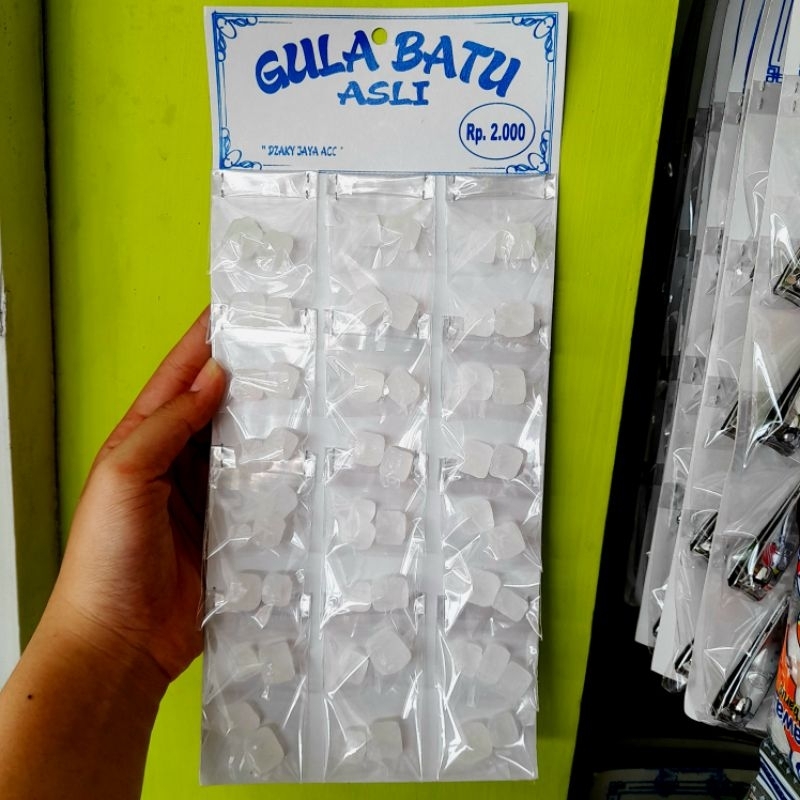 GULA BATU
ASLI
Rp. 2.000
" DZAKY JAYA ACC "